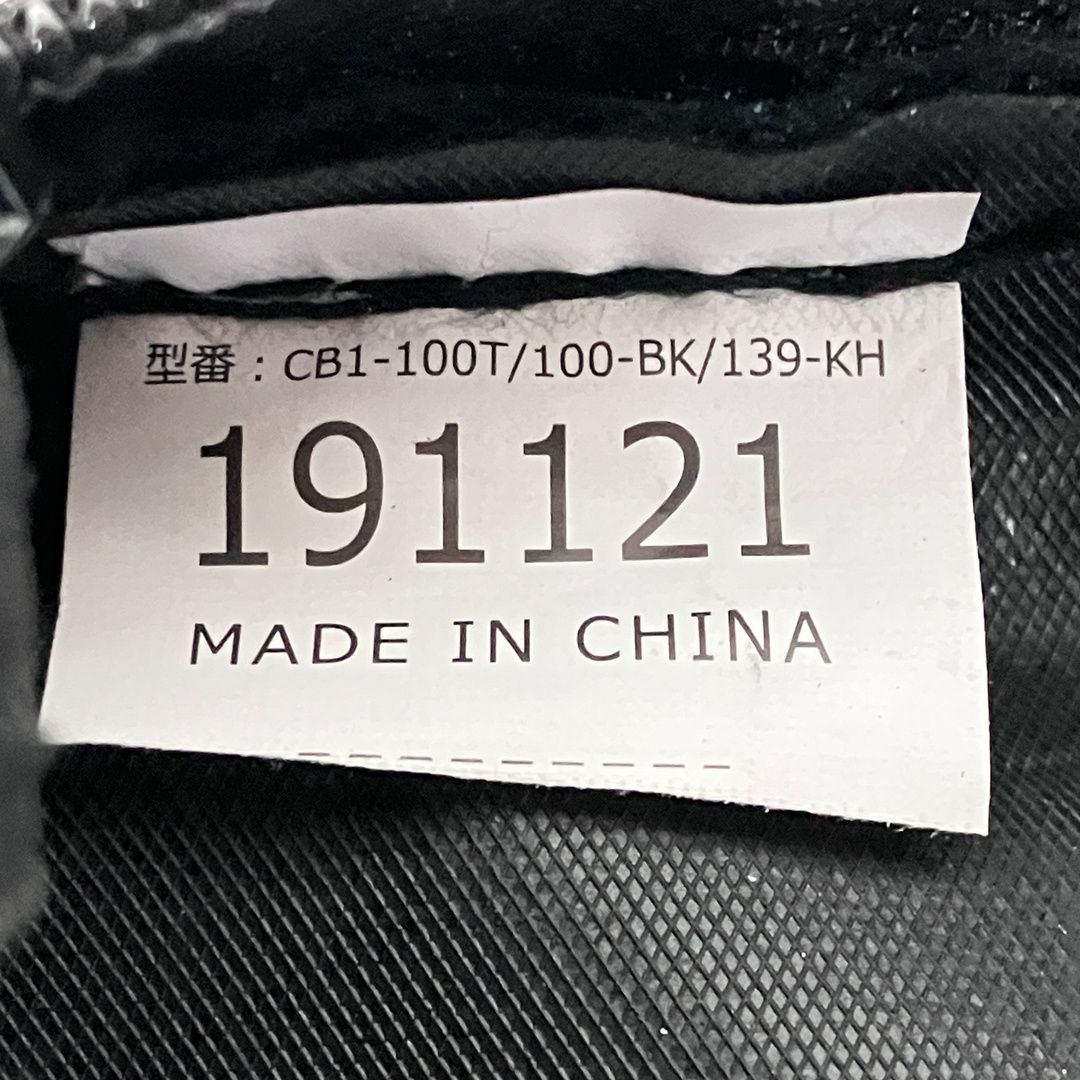 型番：CB1-100T/100-BK/139-KH
191121
MADE IN CHINA